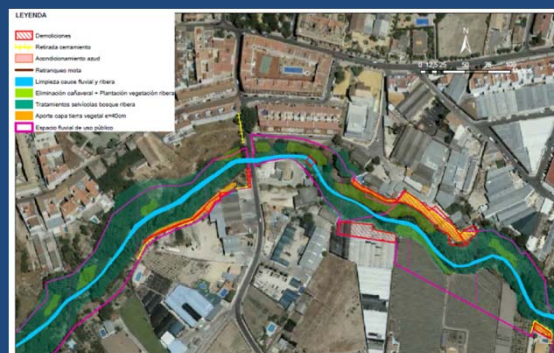 LEYENDA
Demoliciones
Retirada cerramiento
Acondicionamiento azud
Retranqueo mota
Limpieza cauce fluvial y ribera
Eliminación cañaveral + Plantación vegetación ribera
Tratamientos selvícolas bosque ribera
Aporte capa tierra vegetal e=40cm
Espacio fluvial de uso público
N